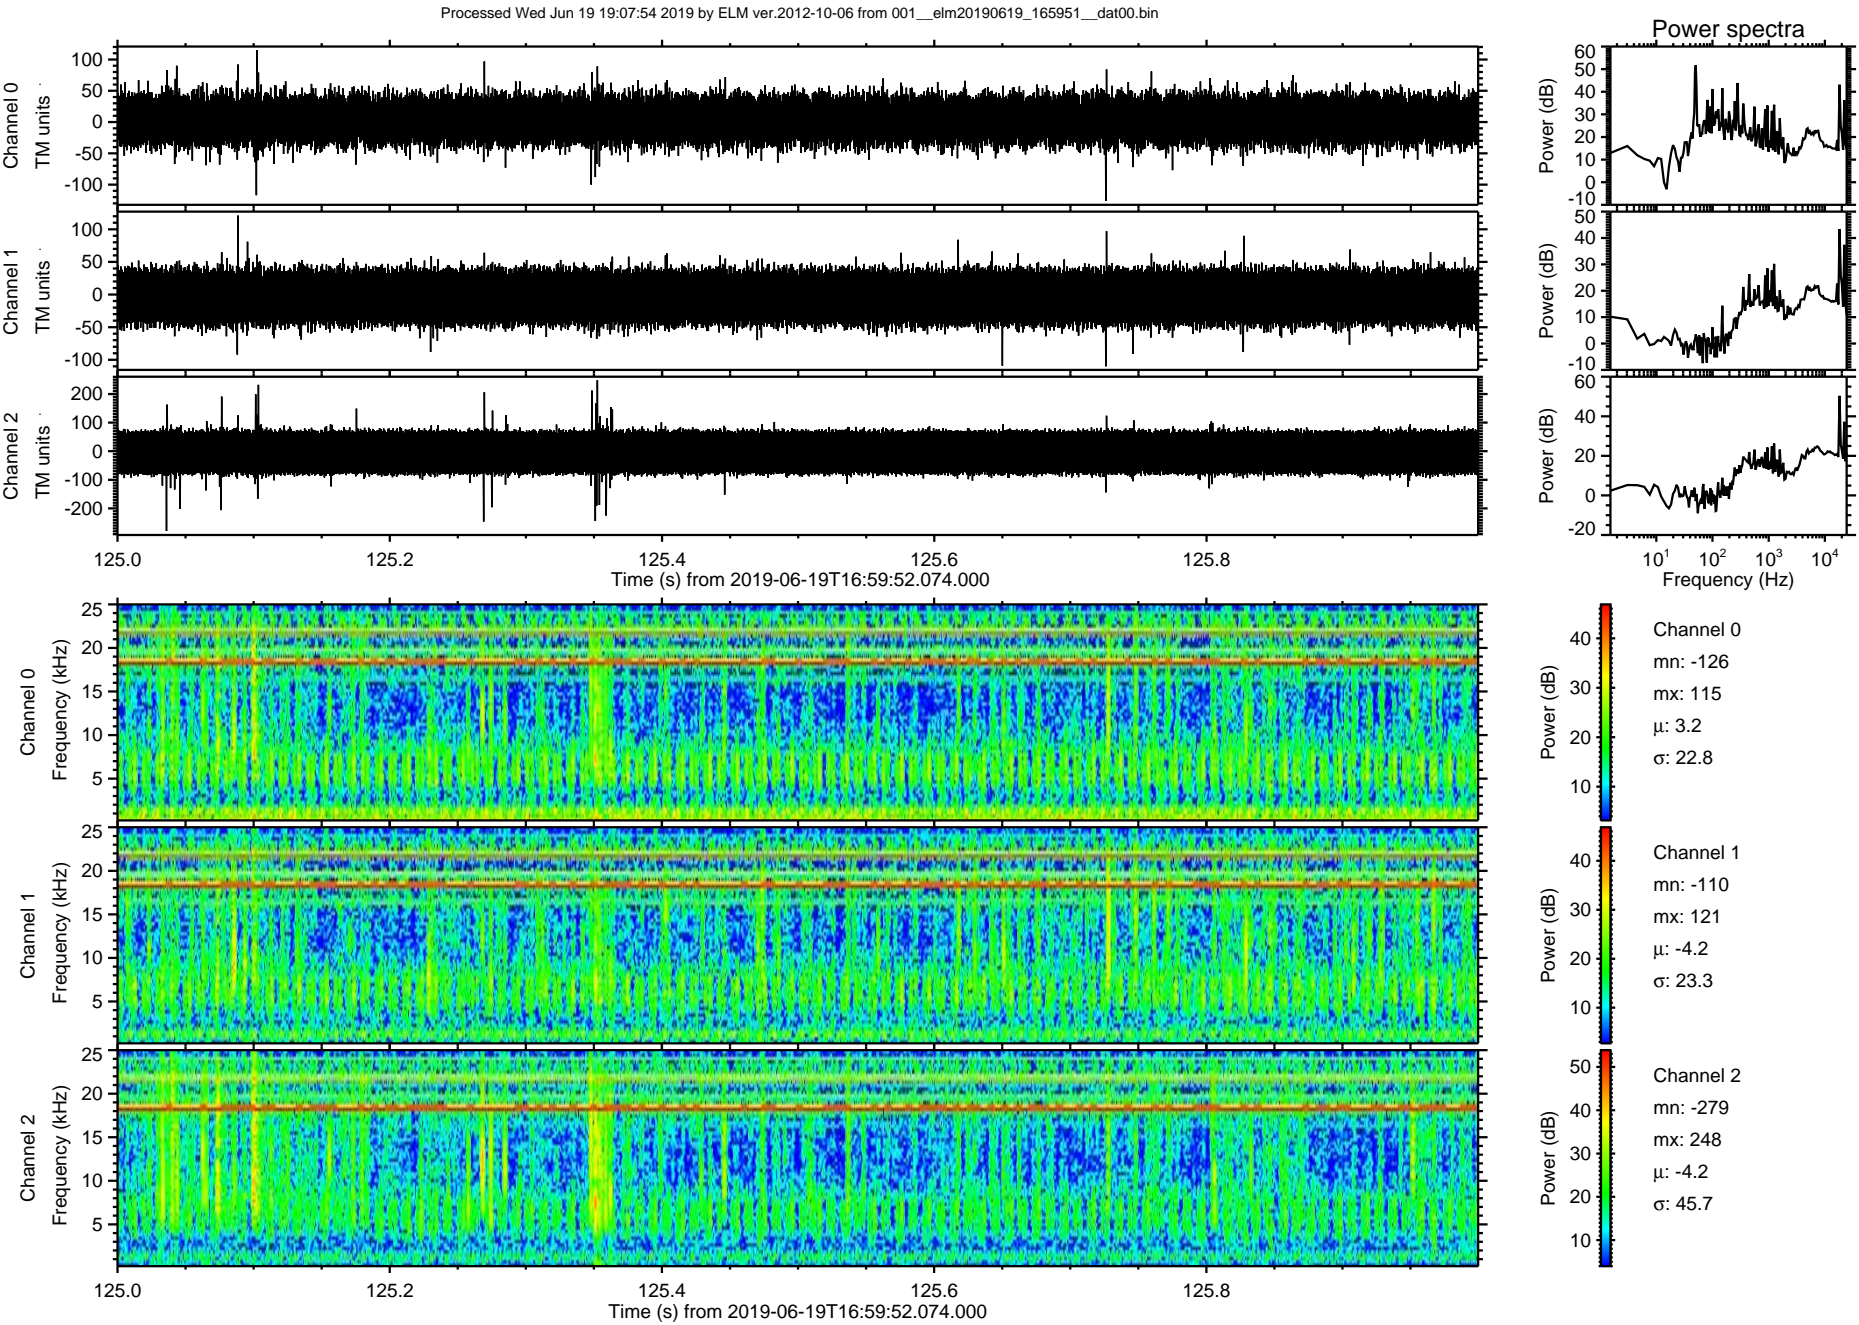 Processed Wed Jun 19 19:07:54 2019 by ELM ver.2012-10-06 from 001__elm20190619_165951__dat00.bin
Power spectra
Channel 0
TM units
100
50
0
-50
-100
Power (dB)
60
50
40
30
20
10
0
-10
Channel 1
TM units
100
50
0
-50
-100
Power (dB)
50
40
30
20
10
0
-10
Channel 2
TM units
200
100
0
-100
-200
Power (dB)
60
40
20
0
-20
125.0 125.2 125.4 125.6 125.8
Time (s) from 2019-06-19T16:59:52.074.000
10¹ 10² 10³ 10⁴
Frequency (Hz)
Channel 0
Frequency (kHz)
25
20
15
10
5
Power (dB)
40
30
20
10
Channel 0
mn: -126
mx: 115
μ: 3.2
σ: 22.8
Channel 1
Frequency (kHz)
25
20
15
10
5
Power (dB)
40
30
20
10
Channel 1
mn: -110
mx: 121
μ: -4.2
σ: 23.3
Channel 2
Frequency (kHz)
25
20
15
10
5
Power (dB)
50
40
30
20
10
Channel 2
mn: -279
mx: 248
μ: -4.2
σ: 45.7
125.0 125.2 125.4 125.6 125.8
Time (s) from 2019-06-19T16:59:52.074.000